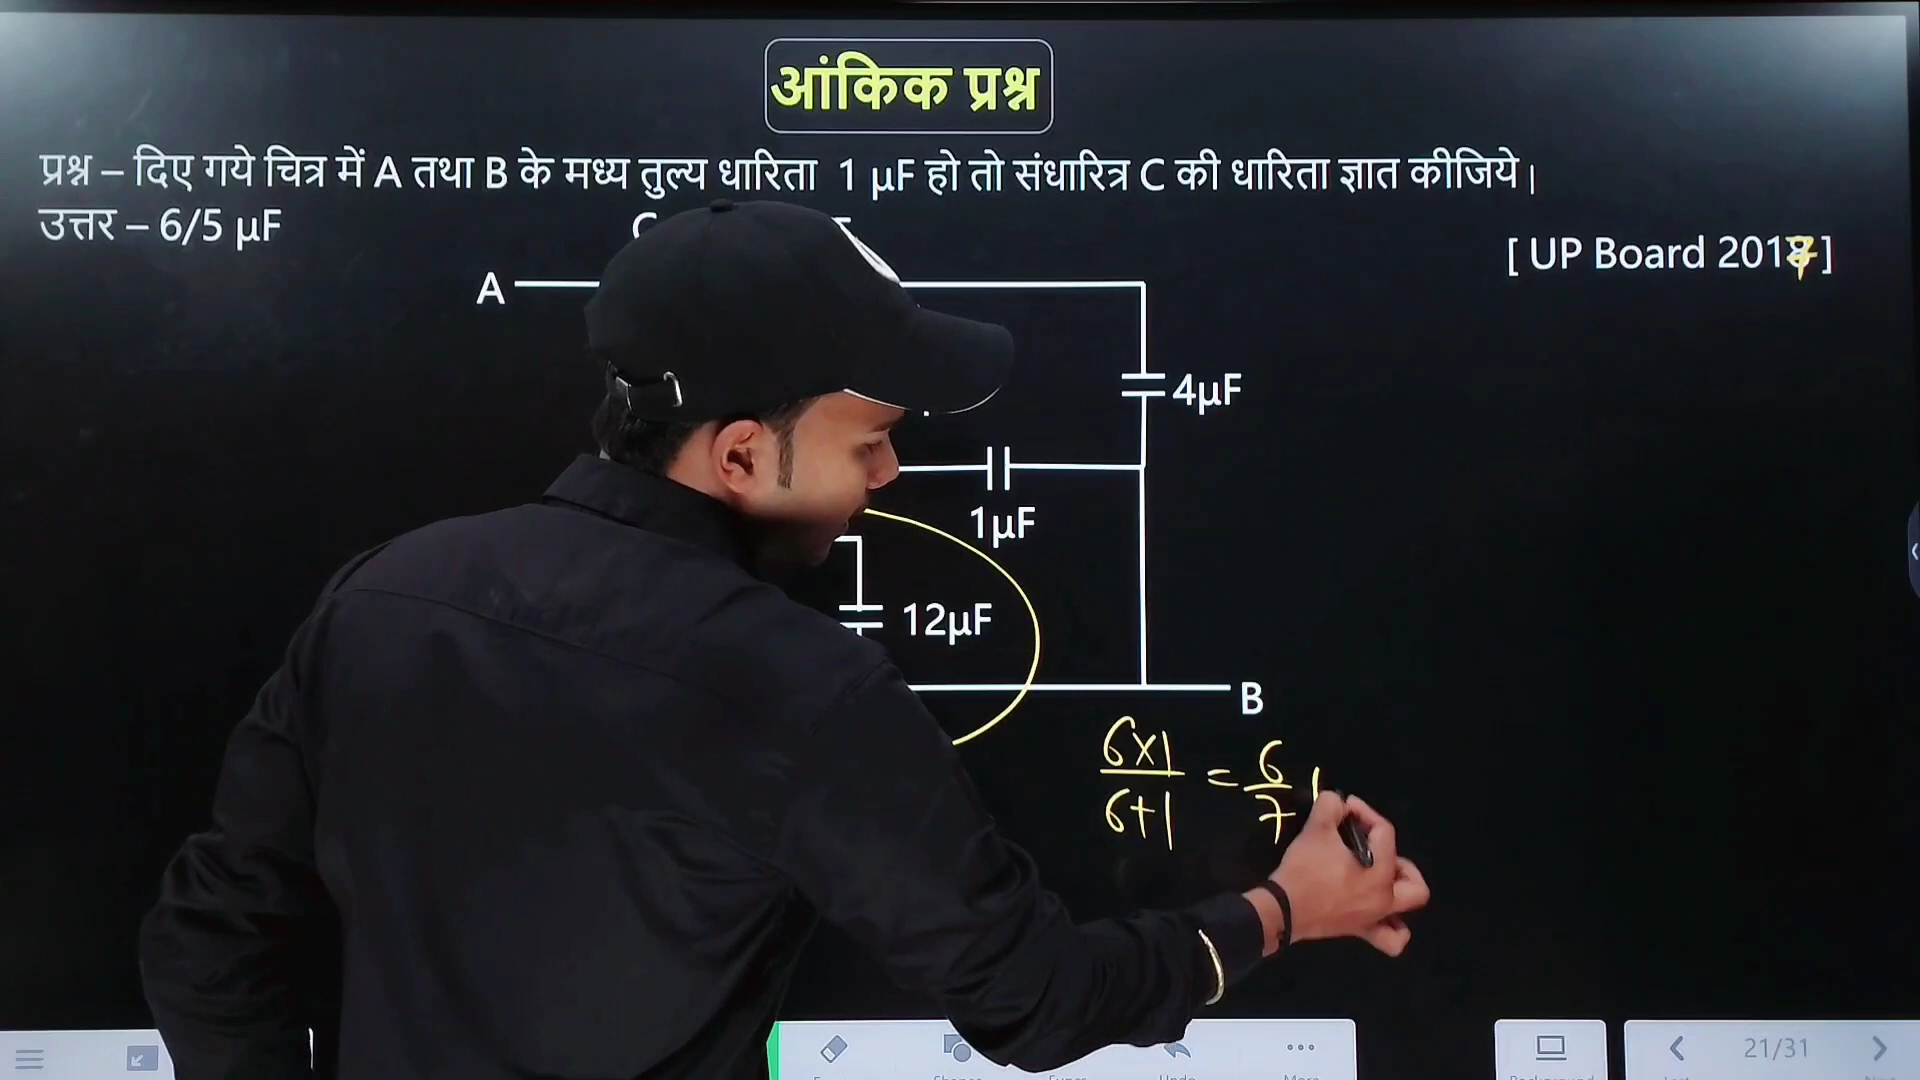 आंकिक प्रश्न
प्रश्न – दिए गये चित्र में A तथा B के मध्य तुल्य धारिता 1 μF हो तो संधारित्र C की धारिता ज्ञात कीजिये |
उत्तर – 6/5 μF
[ UP Board 2017 ]
A
4μF
1μF
12μF
B
6×1 / 6+1 = 6/7
21/31